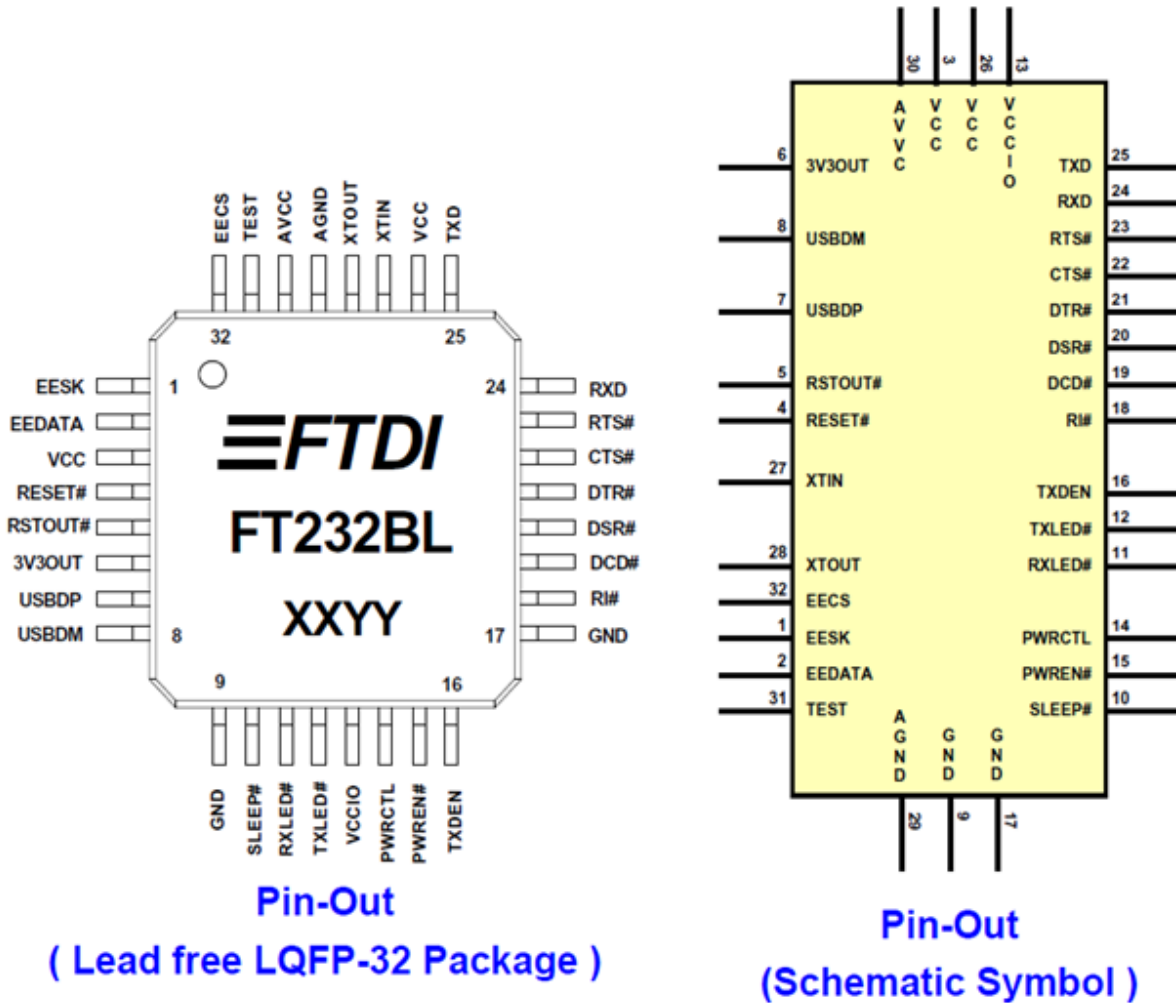 EECS
TEST
AVCC
AGND
XTOUT
XTIN
VCC
TXD
32
25
EESK
1
24
RXD
EEDATA
RTS#
VCC
CTS#
RESET#
DTR#
RSTOUT#
DSR#
3V3OUT
DCD#
USBDP
RI#
USBDM
8
17
GND
FTDI
FT232BL
XXYY
9
16
GND
SLEEP#
RXLED#
TXLED#
VCCIO
PWRCTL
PWREN#
TXDEN
Pin-Out
( Lead free LQFP-32 Package )
30
3
26
13
AVVC
VCC
VCC
VCCIO
6
3V3OUT
TXD
25
RXD
24
8
USBDM
RTS#
23
CTS#
22
7
USBDP
DTR#
21
DSR#
20
5
RSTOUT#
DCD#
19
4
RESET#
RI#
18
27
XTIN
TXDEN
16
TXLED#
12
28
XTOUT
RXLED#
11
32
EECS
1
EESK
PWRCTL
14
2
EEDATA
PWREN#
15
31
TEST
SLEEP#
10
AGND
GND
GND
29
9
17
Pin-Out
(Schematic Symbol )